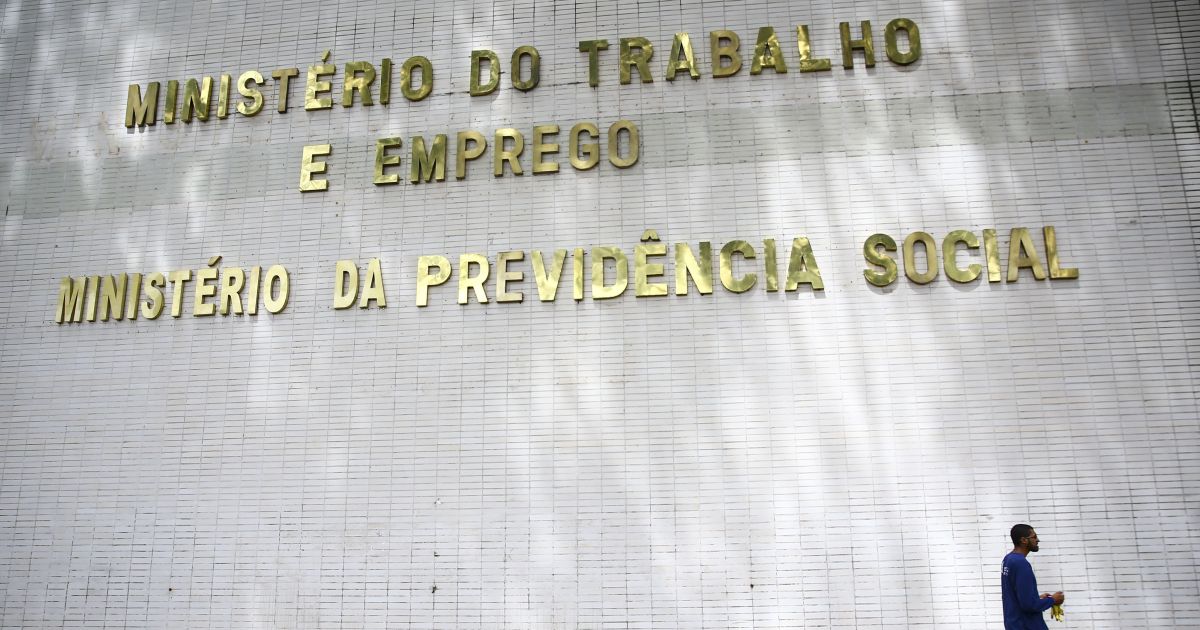 MINISTÉRIO DO TRABALHO
E EMPREGO
MINISTÉRIO DA PREVIDÊNCIA SOCIAL